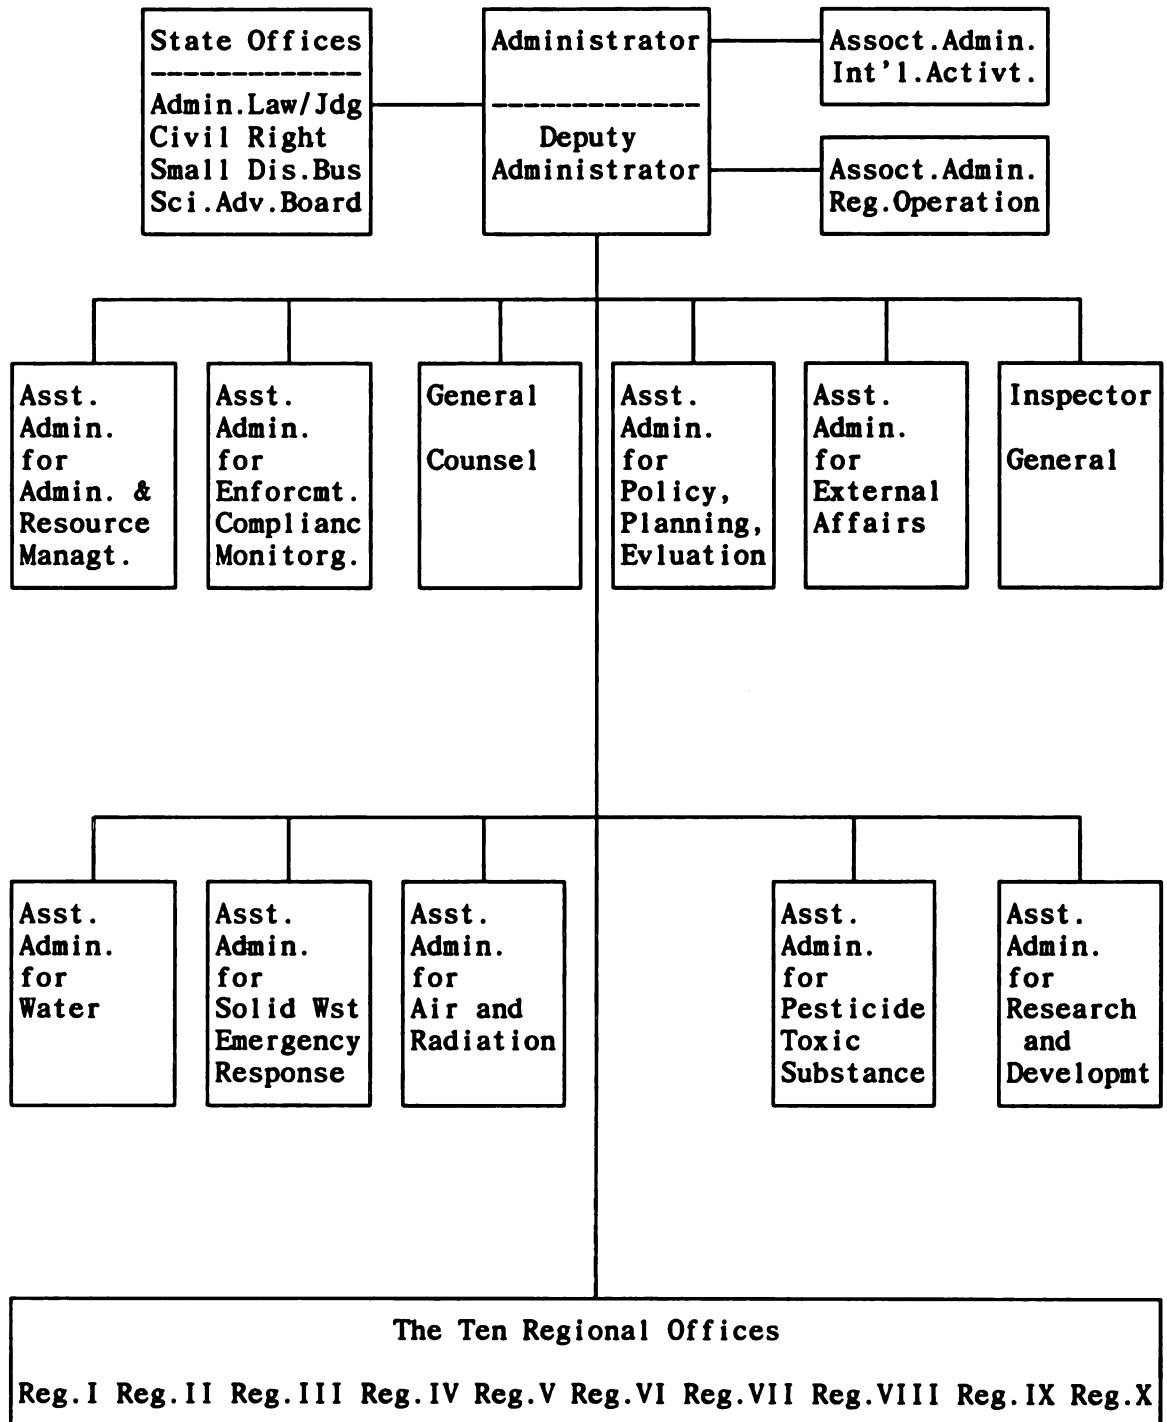 State Offices
-------------
Admin.Law/Jdg
Civil Right
Small Dis.Bus
Sci.Adv.Board
Administrator
-------------
Deputy
Administrator
Assoct.Admin.
Int'l.Activt.
Assoct.Admin.
Reg.Operation
Asst.
Admin.
for
Admin. &
Resource
Managt.
Asst.
Admin.
for
Enforcmt.
Complianc
Monitorg.
General
Counsel
Asst.
Admin.
for
Policy,
Planning,
Evluation
Asst.
Admin.
for
External
Affairs
Inspector
General
Asst.
Admin.
for
Water
Asst.
Admin.
for
Solid Wst
Emergency
Response
Asst.
Admin.
for
Air and
Radiation
Asst.
Admin.
for
Pesticide
Toxic
Substance
Asst.
Admin.
for
Research
and
Developmt
The Ten Regional Offices
Reg.I Reg.II Reg.III Reg.IV Reg.V Reg.VI Reg.VII Reg.VIII Reg.IX Reg.X